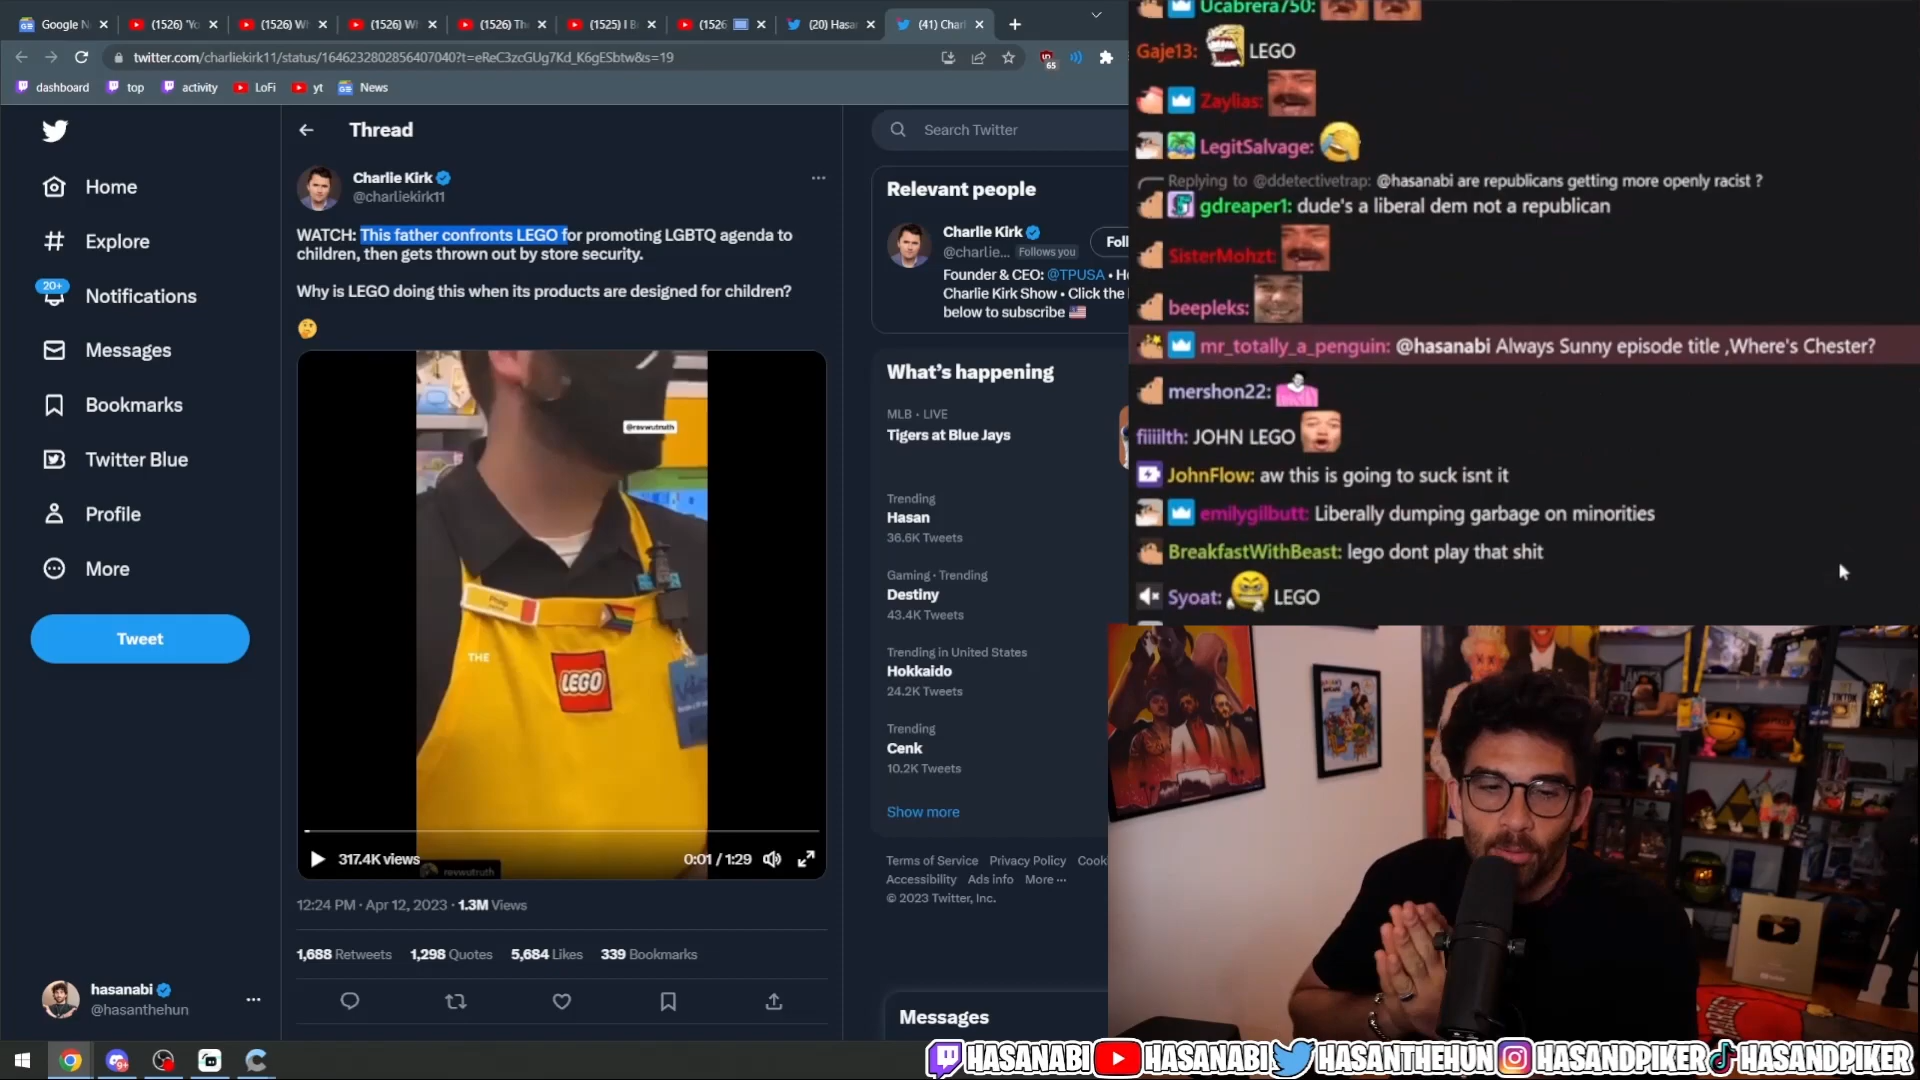 Google N
(1526) 'Yo
(1526) Wh
(1526) Wh
(1526) The
(1525) I B
(1526
(20) Hasa
(41) Charl
twitter.com/charliekirk11/status/1646232802856407040?t=eReC3zcGUg7Kd_K6gESbtw&s=19
65
dashboard
top
activity
LoFi
yt
News
Home
Explore
20+
Notifications
Messages
Bookmarks
Twitter Blue
Profile
More
Tweet
hasanabi
@hasanthehun
Thread
Charlie Kirk
@charliekirk11
WATCH: This father confronts LEGO for promoting LGBTQ agenda to
children, then gets thrown out by store security.
Why is LEGO doing this when its products are designed for children?
@ravwutruth
Philip
THE
LEGO
317.4K views
0:01 / 1:29
revwutruth
12:24 PM · Apr 12, 2023 · 1.3M Views
1,688 Retweets 1,298 Quotes 5,684 Likes 339 Bookmarks
Search Twitter
Relevant people
Charlie Kirk
@charlie... Follows you
Foll
Founder & CEO: @TPUSA • Ho
Charlie Kirk Show • Click the
below to subscribe
What's happening
MLB · LIVE
Tigers at Blue Jays
Trending
Hasan
36.6K Tweets
Gaming · Trending
Destiny
43.4K Tweets
Trending in United States
Hokkaido
24.2K Tweets
Trending
Cenk
10.2K Tweets
Show more
Terms of Service Privacy Policy Cook
Accessibility Ads info More ···
© 2023 Twitter, Inc.
Messages
Ucabrera750:
Gaje13: LEGO
Zaylias:
LegitSalvage:
Replying to @ddetectivetrap: @hasanabi are republicans getting more openly racist ?
gdreaper1: dude's a liberal dem not a republican
SisterMohzt:
beepleks:
mr_totally_a_penguin: @hasanabi Always Sunny episode title ,Where's Chester?
mershon22:
fiiiilth: JOHN LEGO
JohnFlow: aw this is going to suck isnt it
emilygilbutt: Liberally dumping garbage on minorities
BreakfastWithBeast: lego dont play that shit
Syoat: LEGO
HASANABI HASANABI HASANTHEHUN HASANDPIKER HASANDPIKER